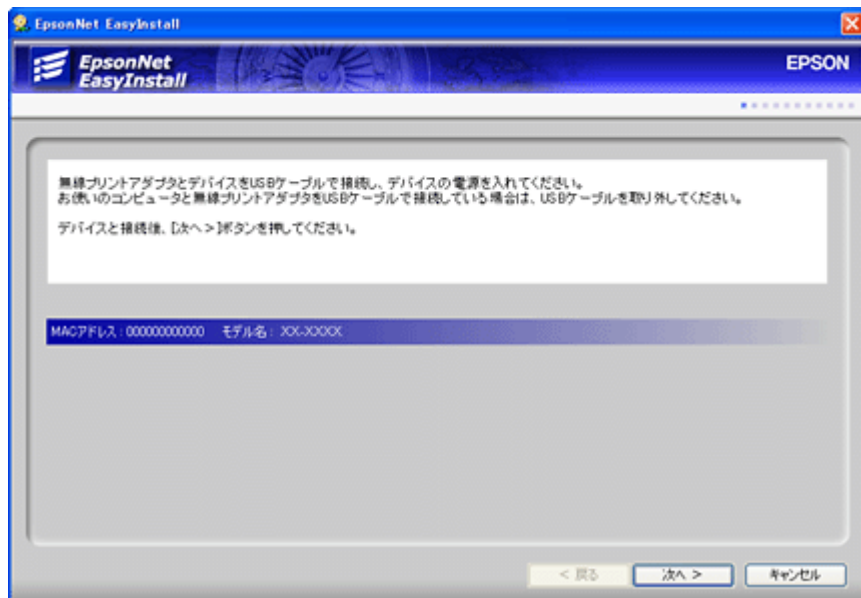 EpsonNet EasyInstall
EpsonNet
EasyInstall
EPSON
無線プリントアダプタとデバイスをUSBケーブルで接続し、デバイスの電源を入れてください。
お使いのコンピュータと無線プリントアダプタをUSBケーブルで接続している場合は、USBケーブルを取り外してください。
デバイスと接続後、[次へ >]ボタンを押してください。
MACアドレス : 000000000000 モデル名 : XX-XXXX
< 戻る 次へ > キャンセル